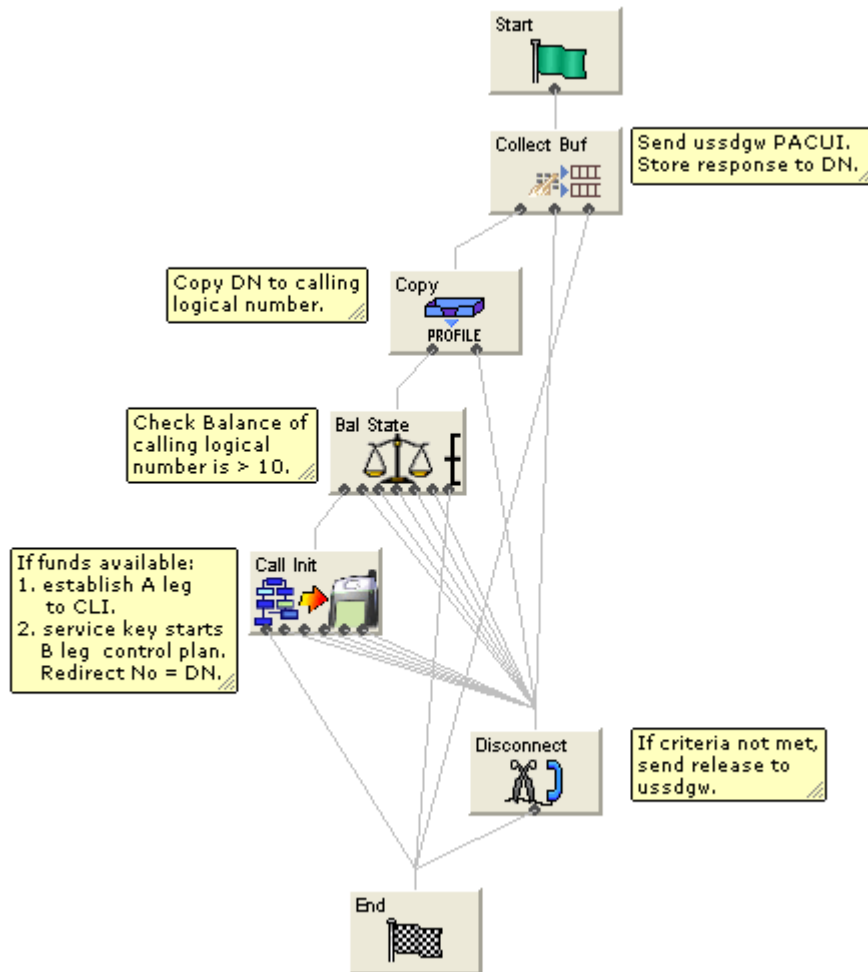 Start
Collect Buf
Send ussdgw PACUI.
Store response to DN.
Copy DN to calling
logical number.
Copy
PROFILE
Check Balance of
calling logical
number is > 10.
Bal State
If funds available:
1. establish A leg
to CLI.
2. service key starts
B leg control plan.
Redirect No = DN.
Call Init
Disconnect
If criteria not met,
send release to
ussdgw.
End